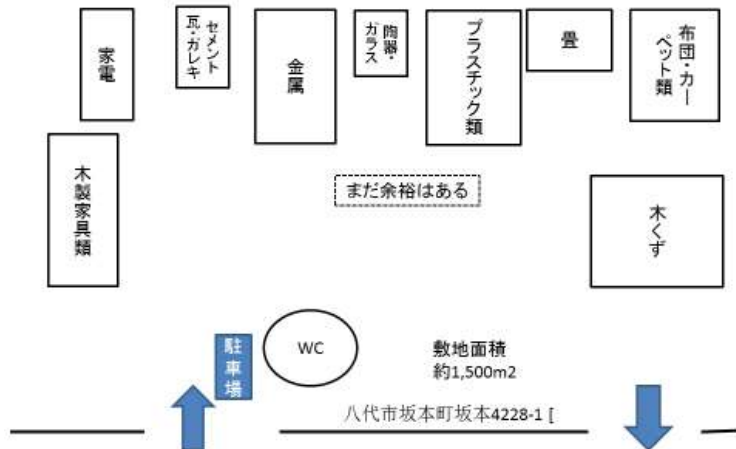 家電
セメント
瓦・ガレキ
金属
陶器・
ガラス
プラスチック類
畳
布団・カー
ペット類
木製家具類
まだ余裕はある
木くず
駐車場
WC
敷地面積
約1,500m2
八代市坂本町坂本4228-1 [